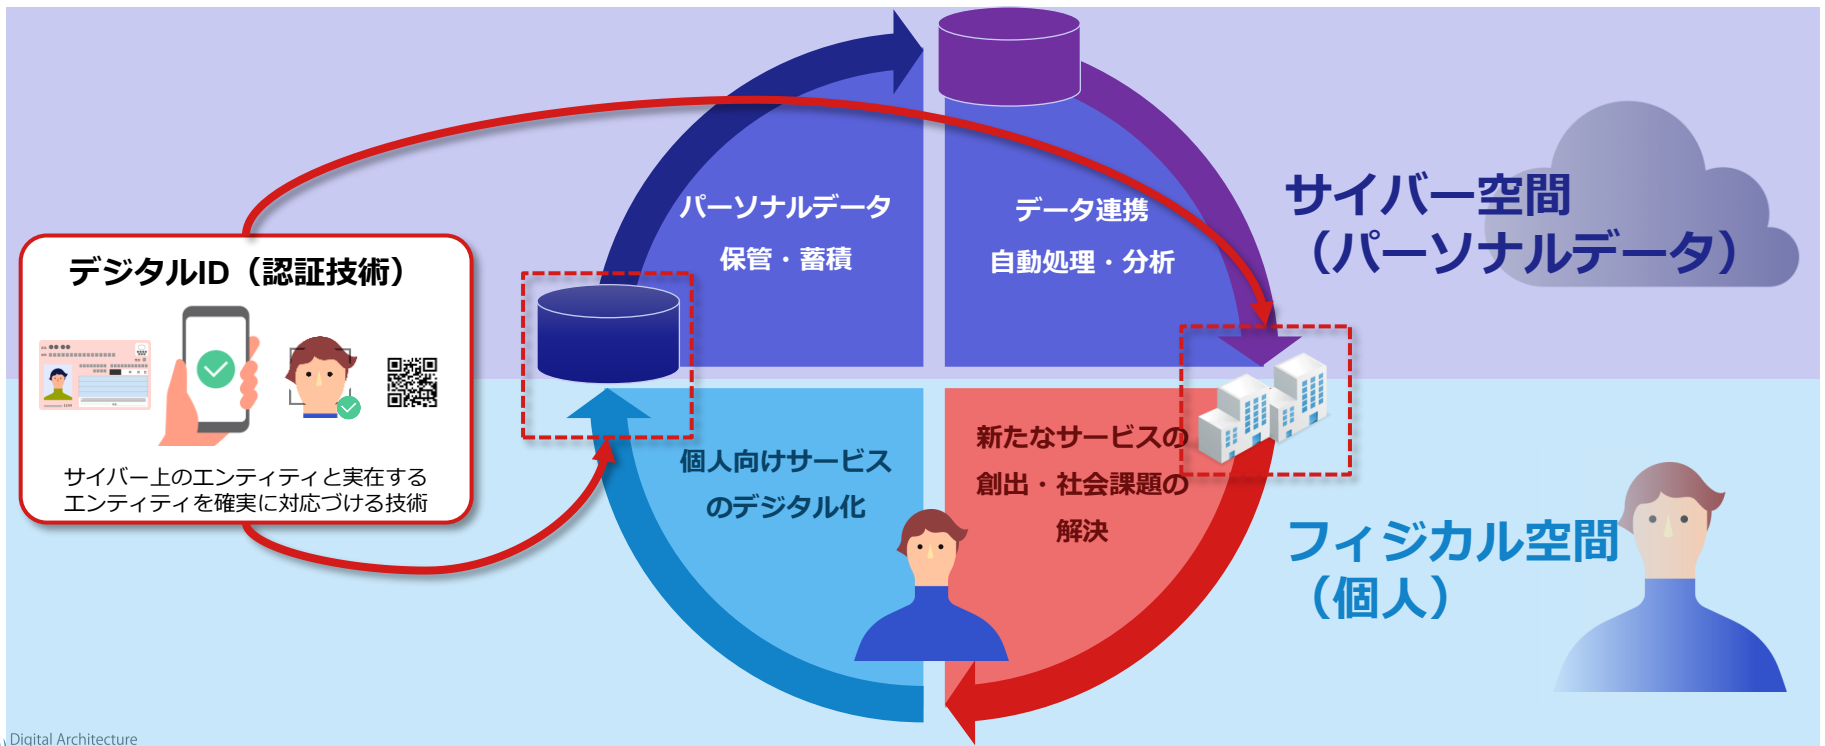 パーソナルデータ
保管・蓄積
データ連携
自動処理・分析
サイバー空間
（パーソナルデータ）
デジタルID（認証技術）
サイバー上のエンティティと実在する
エンティティを確実に対応づける技術
個人向けサービス
のデジタル化
新たなサービスの
創出・社会課題の
解決
フィジカル空間
（個人）
Digital Architecture